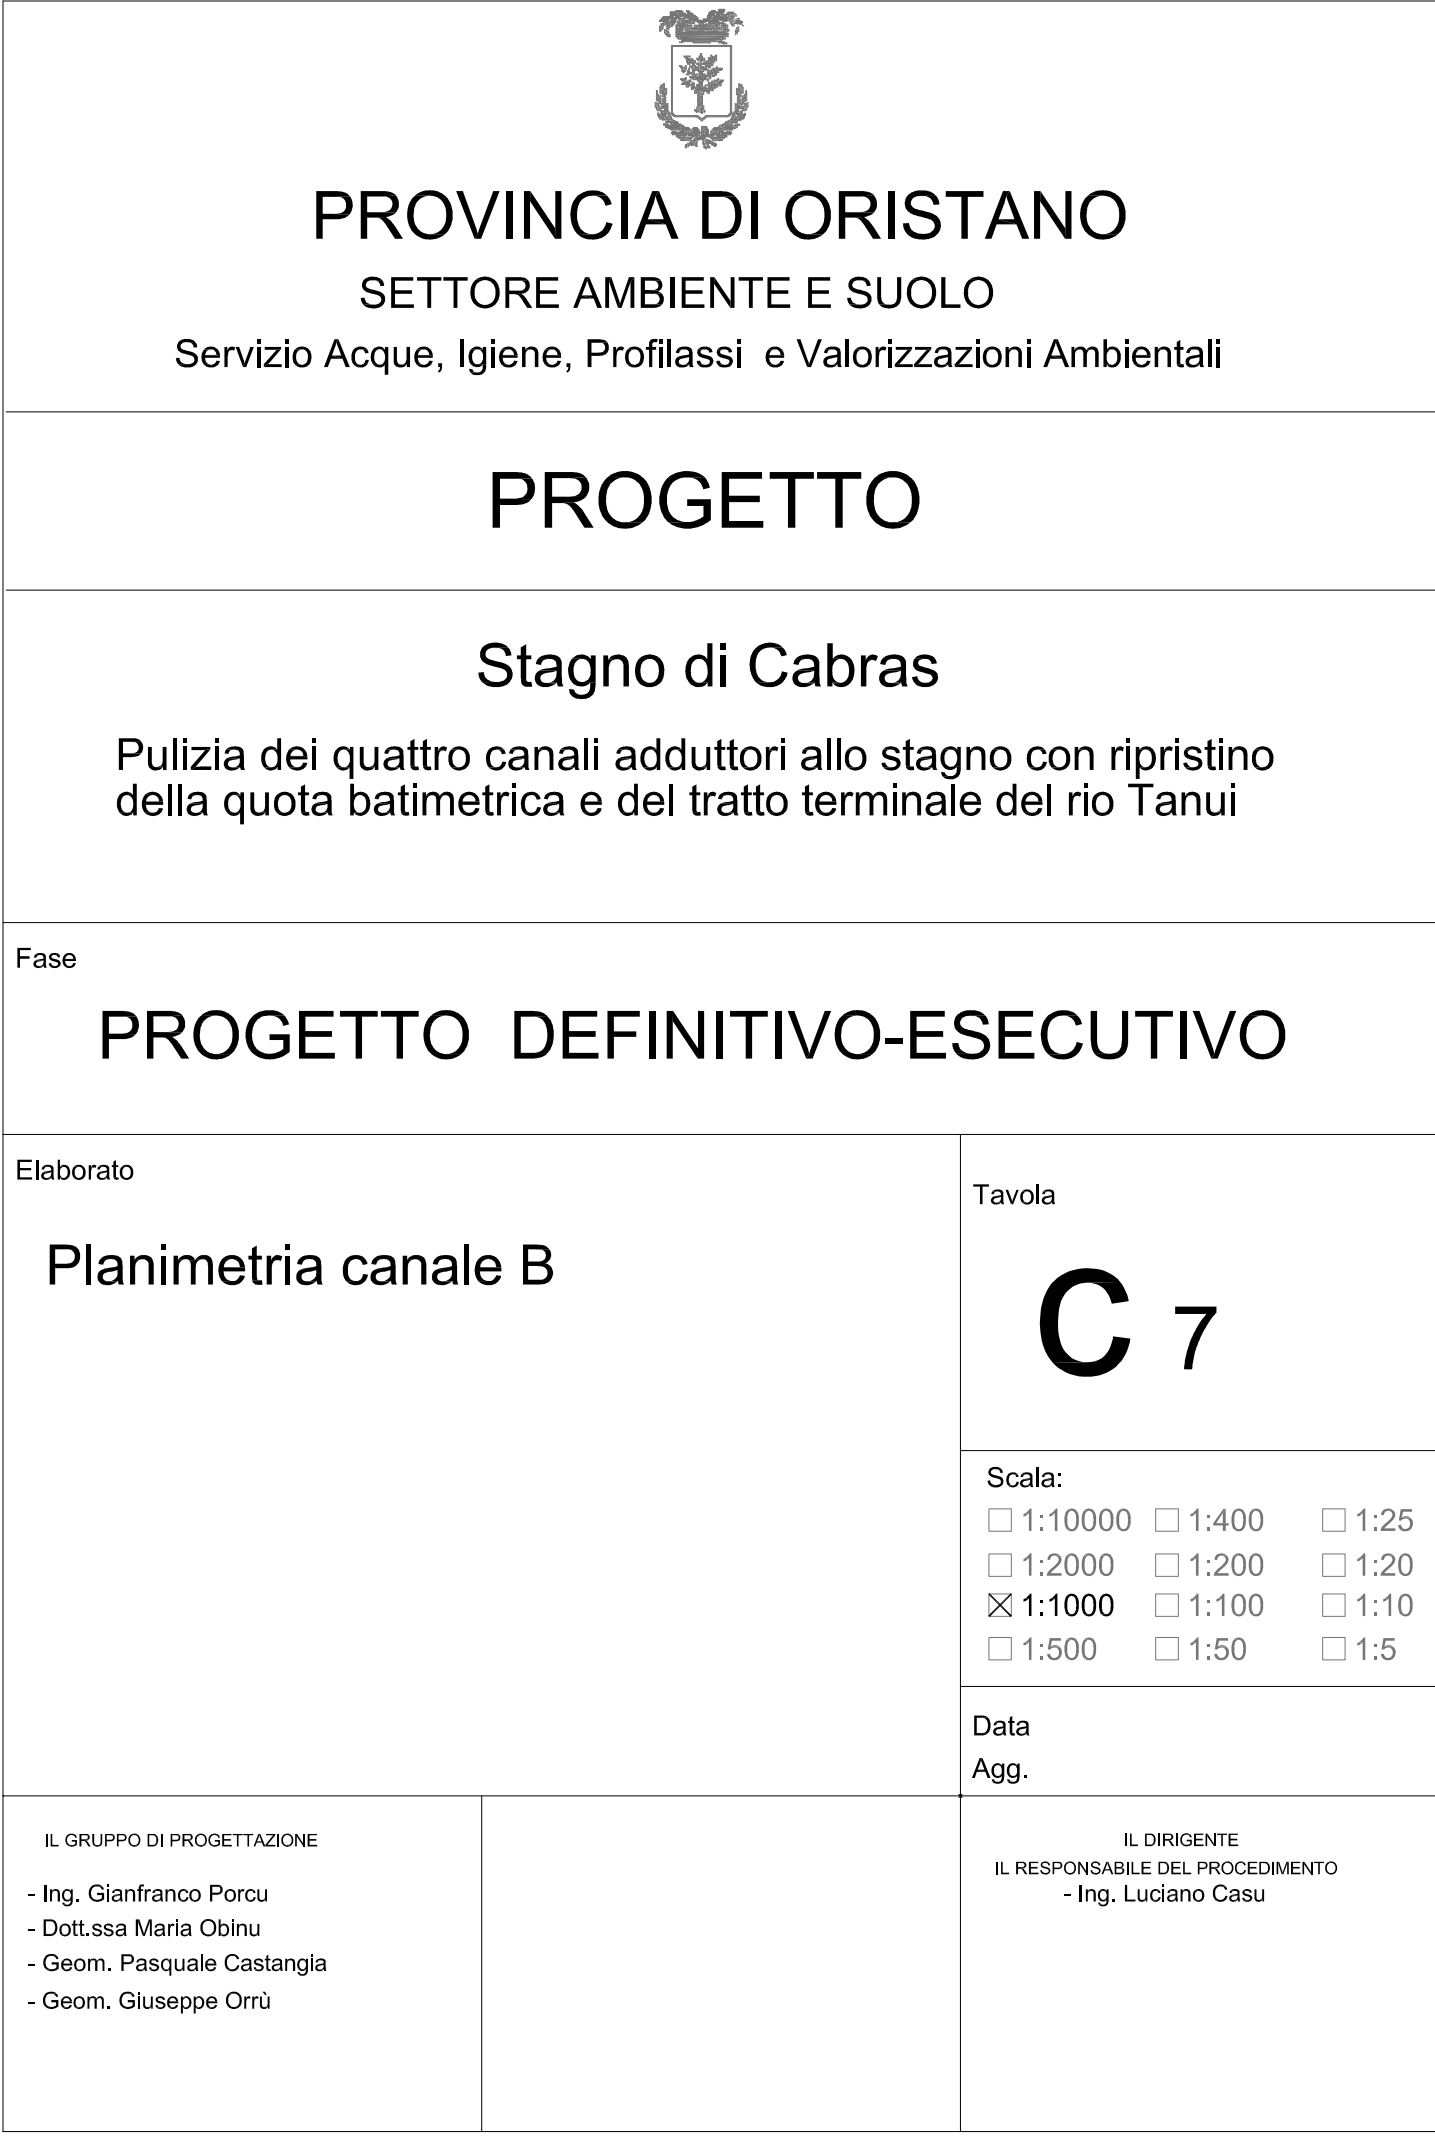 PROVINCIA DI ORISTANO
SETTORE AMBIENTE E SUOLO
Servizio Acque, Igiene, Profilassi e Valorizzazioni Ambientali
PROGETTO
Stagno di Cabras
Pulizia dei quattro canali adduttori allo stagno con ripristino
della quota batimetrica e del tratto terminale del rio Tanui
Fase
PROGETTO DEFINITIVO-ESECUTIVO
Elaborato
Planimetria canale B
Tavola
C 7
Scala:
1:10000 1:400 1:25
1:2000 1:200 1:20
☒ 1:1000 1:100 1:10
1:500 1:50 1:5
Data
Agg.
IL GRUPPO DI PROGETTAZIONE
- Ing. Gianfranco Porcu
- Dott.ssa Maria Obinu
- Geom. Pasquale Castangia
- Geom. Giuseppe Orrù
IL DIRIGENTE
IL RESPONSABILE DEL PROCEDIMENTO
- Ing. Luciano Casu